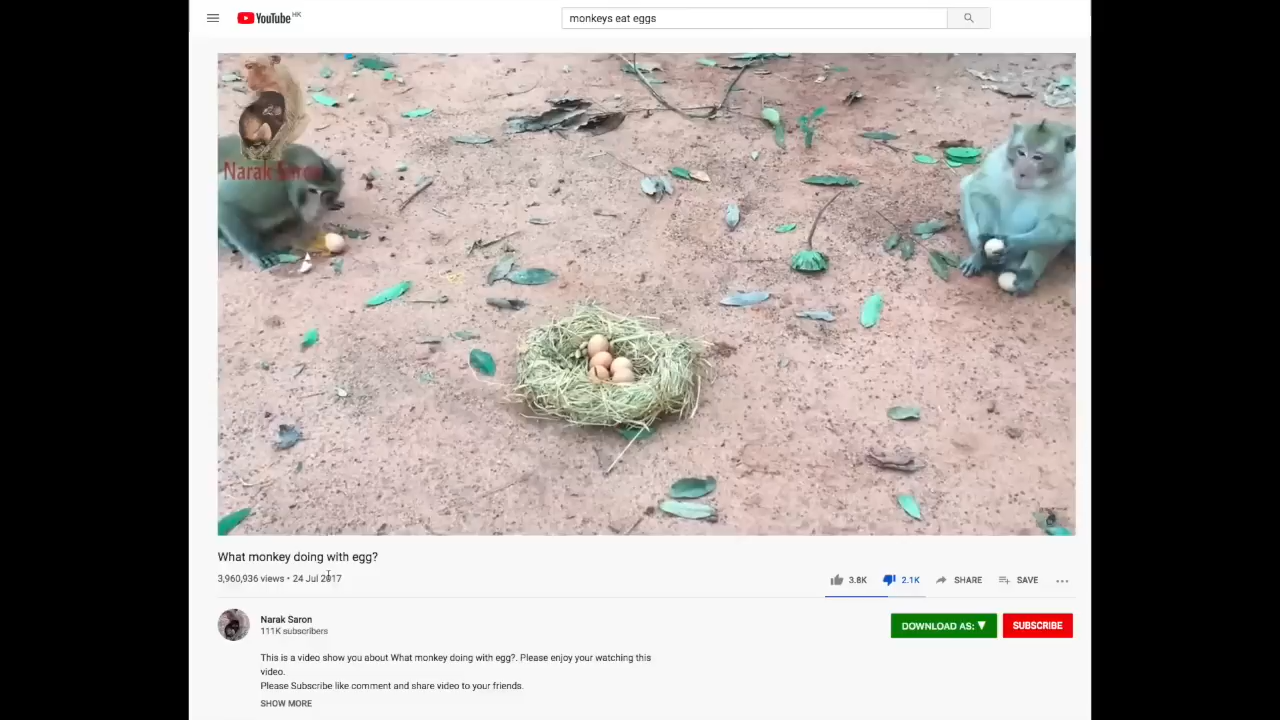 YouTube HK
monkeys eat eggs
Narak Saron
What monkey doing with egg?
3,960,936 views • 24 Jul 2017
3.8K 2.1K SHARE SAVE
Narak Saron
111K subscribers
DOWNLOAD AS: ▼ SUBSCRIBE
This is a video show you about What monkey doing with egg?. Please enjoy your watching this
video.
Please Subscribe like comment and share video to your friends.
SHOW MORE